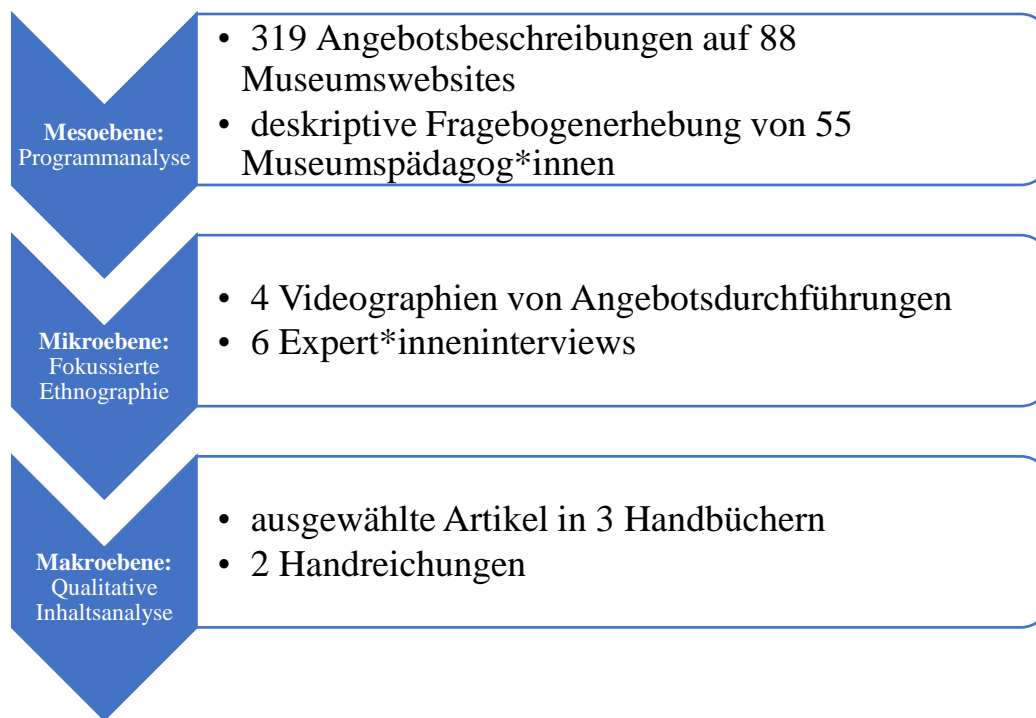 Mesoebene:
Programmanalyse
• 319 Angebotsbeschreibungen auf 88
Museumswebsites
• deskriptive Fragebogenerhebung von 55
Museumspädagog*innen
Mikroebene:
Fokussierte
Ethnographie
• 4 Videographien von Angebotsdurchführungen
• 6 Expert*inneninterviews
Makroebene:
Qualitative
Inhaltsanalyse
• ausgewählte Artikel in 3 Handbüchern
• 2 Handreichungen